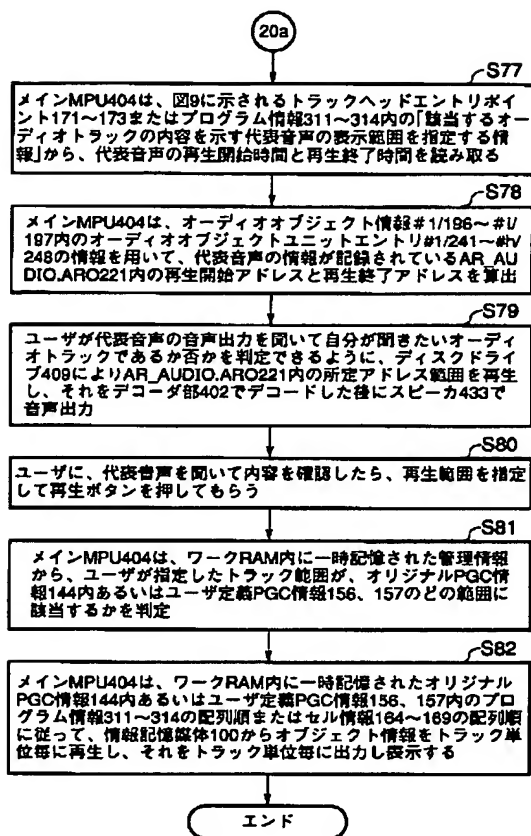 20a
S77
メインMPU404は、図9に示されるトラックヘッドエントリポイ
ント171~173またはプログラム情報311~314内の「該当するオー
ディオトラックの内容を示す代表音声の表示範囲を指定する情
報」から、代表音声の再生開始時間と再生終了時間を読み取る
S78
メインMPU404は、オーディオオブジェクト情報#1/196~#i/
197内のオーディオオブジェクトユニットエントリ#1/241~#h/
248の情報を用いて、代表音声の情報が記録されているAR_AU
DIO.ARO221内の再生開始アドレスと再生終了アドレスを算出
S79
ユーザが代表音声の音声出力を聞いて自分が聞きたいオーディ
オトラックであるか否かを判定できるように、ディスクドライ
ブ409によりAR_AUDIO.ARO221内の所定アドレス範囲を再生
し、それをデコーダ部402でデコードした後にスピーカ433で
音声出力
S80
ユーザに、代表音声を聞いて内容を確認したら、再生範囲を指定
して再生ボタンを押してもらう
S81
メインMPU404は、ワークRAM内に一時記憶された管理情報
から、ユーザが指定したトラック範囲が、オリジナルPGC情
報144内あるいはユーザ定義PGC情報156、157のどの範囲に
該当するかを判定
S82
メインMPU404は、ワークRAM内に一時記憶されたオリジナル
PGC情報144内あるいはユーザ定義PGC情報156、157内のプロ
グラム情報311~314の配列順またはセル情報164~169の配列順
に従って、情報記憶媒体100からオブジェクト情報をトラック単
位毎に再生し、それをトラック単位毎に出力し表示する
エンド